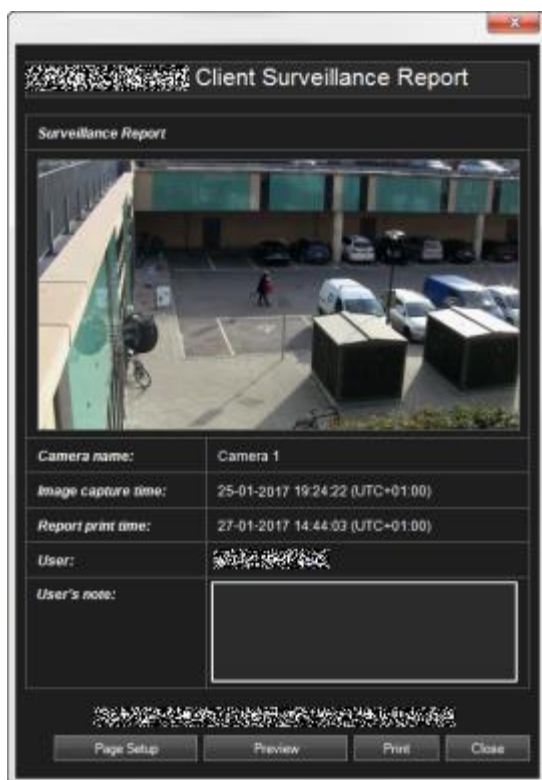 Client Surveillance Report
Surveillance Report
Camera name: Camera 1
Image capture time: 25-01-2017 19:24:22 (UTC+01:00)
Report print time: 27-01-2017 14:44:03 (UTC+01:00)
User:
User's note:
Page Setup Preview Print Close